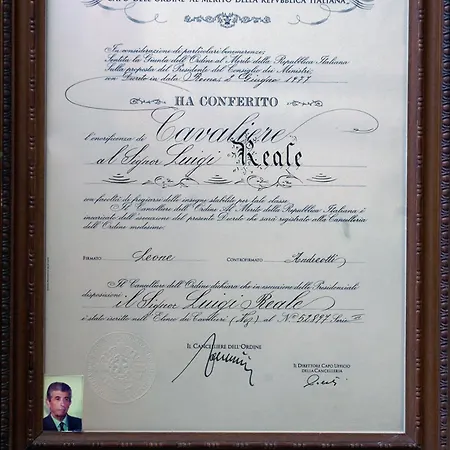 CAPO DELL'ORDINE AL MERITO DELLA REPVBBLICA ITALIANA
In considerazione di particolari benemerenze;
Sentita la Giunta dell'Ordine al Merito della Repubblica Italiana
Sulla proposta del Presidente del Consiglio dei Ministri;
con Decreto in data Roma 2 Giugno 1977
HA CONFERITO
l'onorificenza di Cavaliere
al Signor Luigi Reale
con facoltà di fregiarsi delle insegne stabilite per tale classe.
Il Cancelliere dell'Ordine Al Merito della Repubblica Italiana è
incaricato dell'esecuzione del presente Decreto che sarà registrato alla Cancelleria
dell'Ordine medesimo.
FIRMATO Leone CONTROFIRMATO Andreotti
Il Cancelliere dell'Ordine dichiara che in esecuzione delle Presidenziali
disposizioni il Signor Luigi Reale
è stato iscritto nell'Elenco dei Cavalieri al N° 52897 Serie II
IL CANCELLIERE DELL'ORDINE
IL DIRETTORE CAPO UFFICIO
DELLA CANCELLERIA